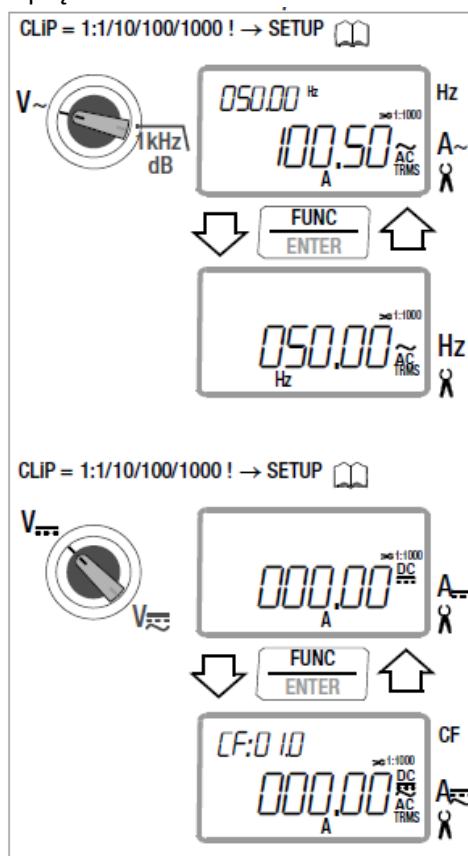 CLiP = 1:1/10/100/1000 ! → SETUP
V~
1kHz
dB
050.00 Hz
1:1000
100.50 ~
AC
TRMS
A
Hz
A~
FUNC
ENTER
1:1000
050.00 ~
AC
TRMS
Hz
Hz
CLiP = 1:1/10/100/1000 ! → SETUP
V
V
1:1000
DC
000.00
A
A
FUNC
ENTER
CF:01.0
1:1000
DC
000.00
AC
TRMS
A
CF
A